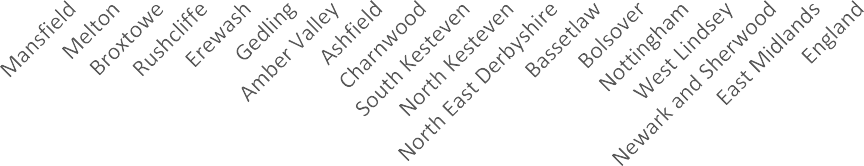 Mansfield
Melton
Broxtowe
Rushcliffe
Erewash
Gedling
Amber Valley
Ashfield
Charnwood
South Kesteven
North Kesteven
North East Derbyshire
Bassetlaw
Bolsover
Nottingham
West Lindsey
Newark and Sherwood
East Midlands
England